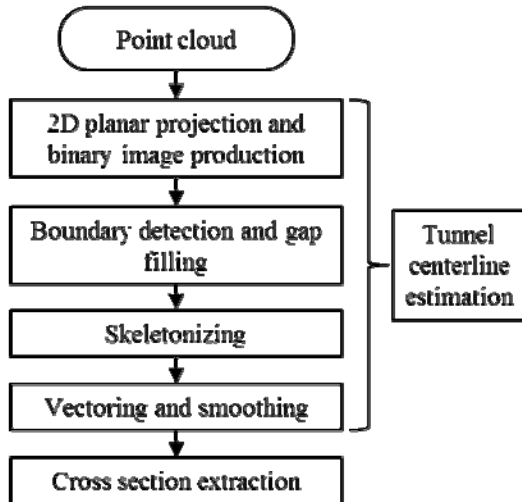 Point cloud
2D planar projection and
binary image production
Boundary detection and gap
filling
Tunnel
centerline
estimation
Skeletonizing
Vectoring and smoothing
Cross section extraction